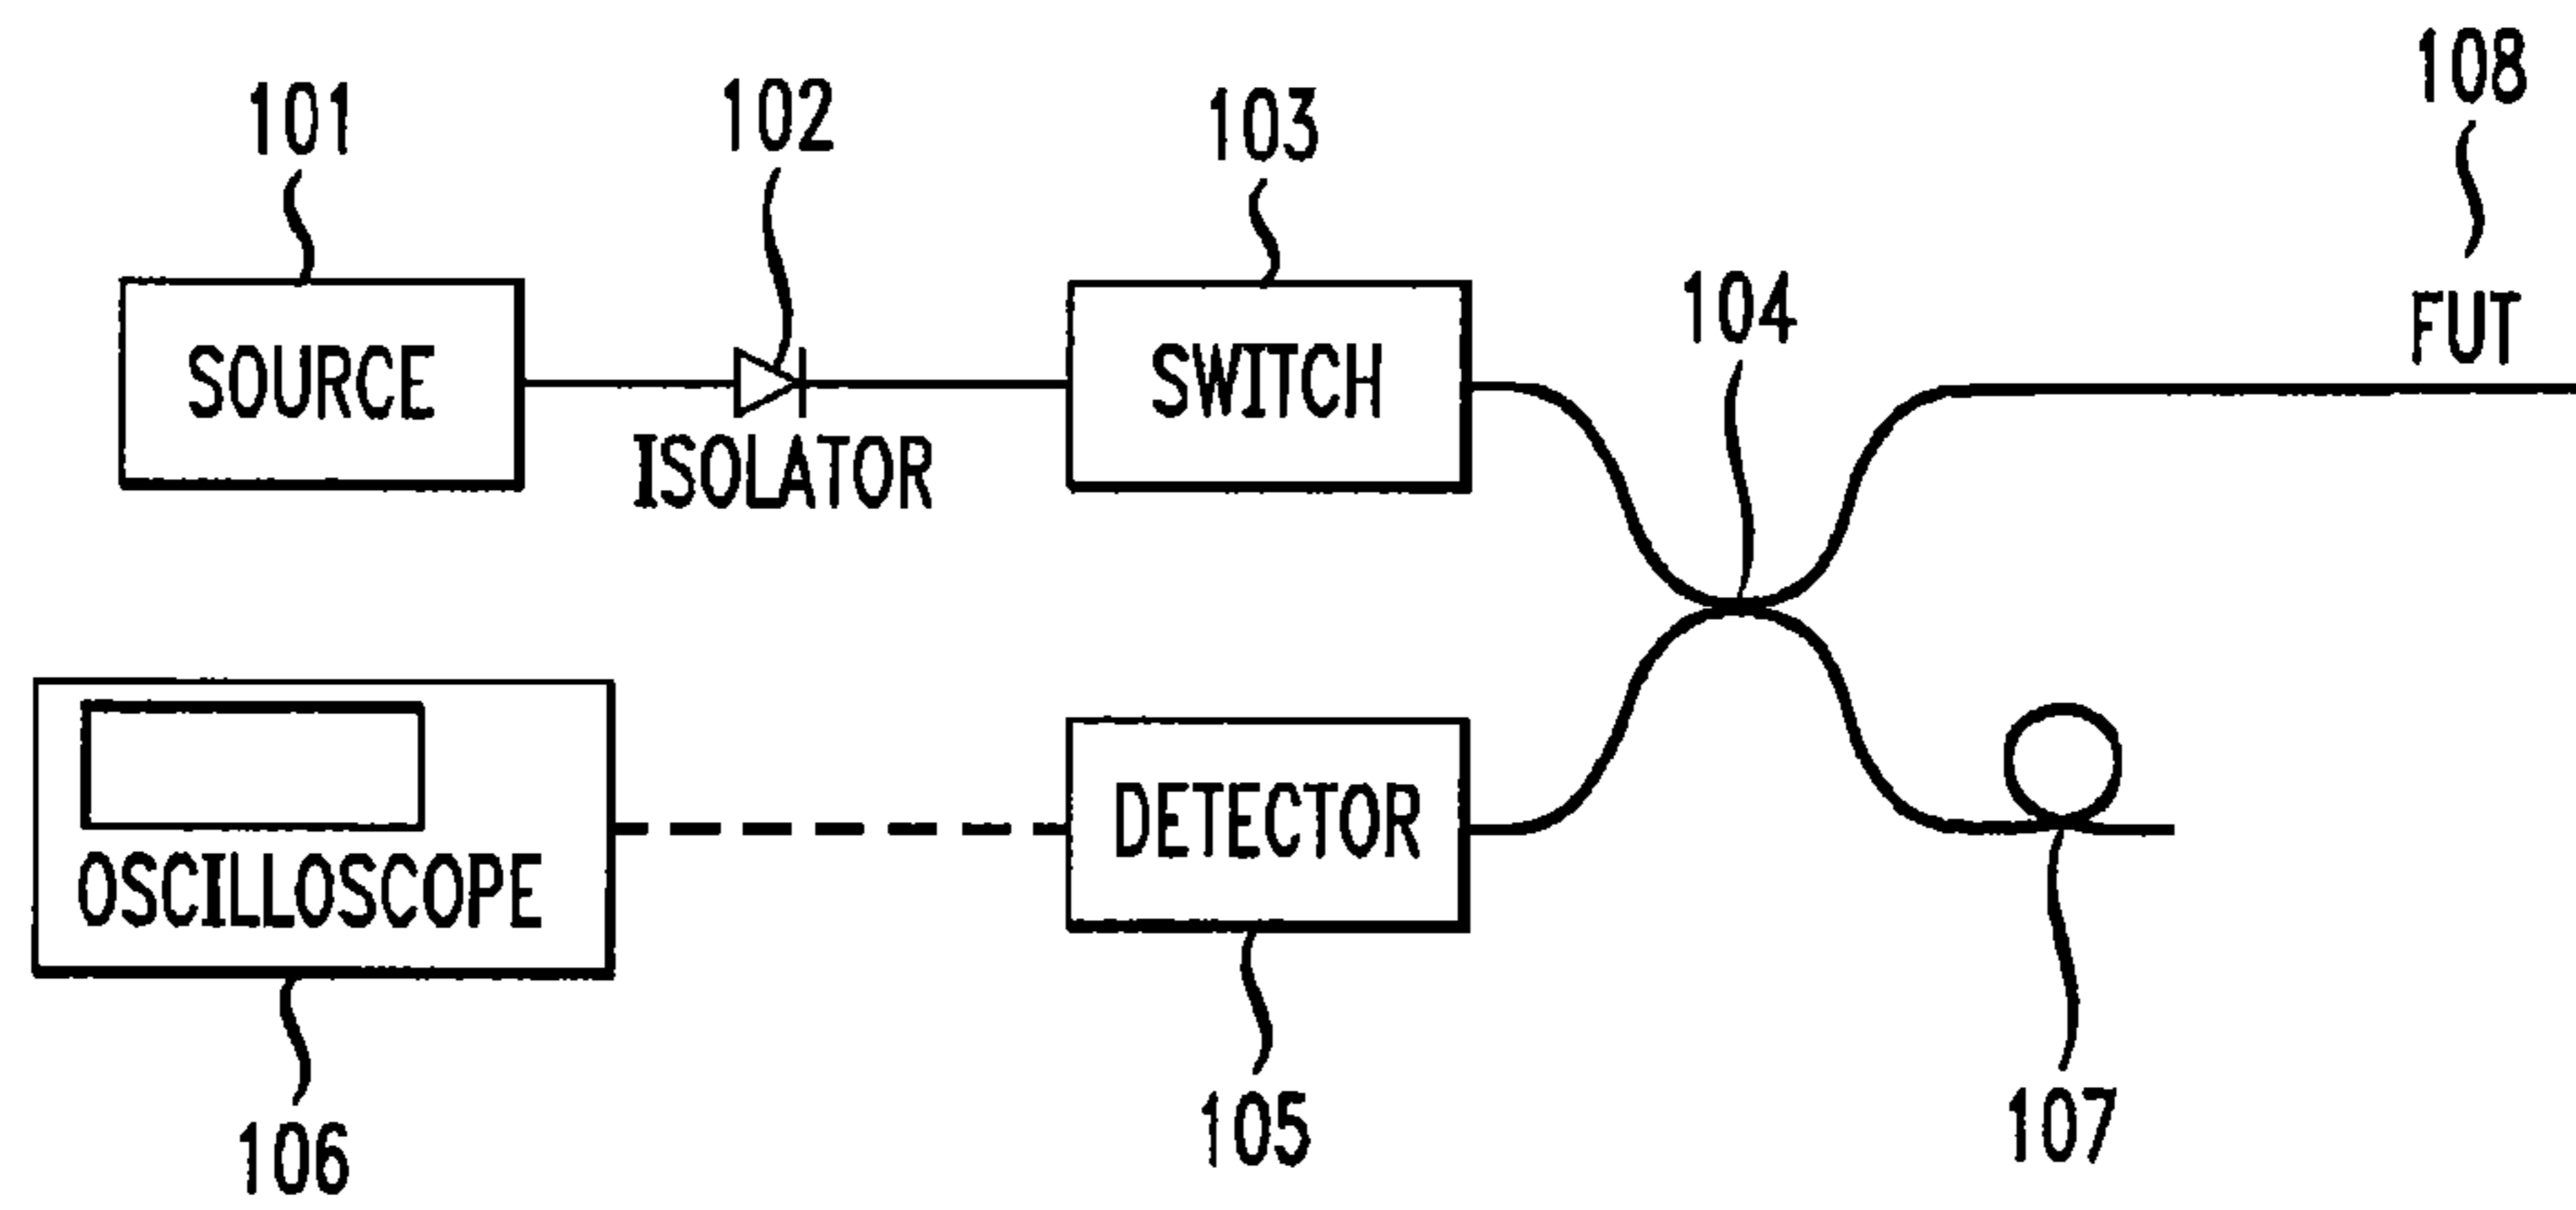 101
102
103
108
104
FUT
SOURCE
SWITCH
ISOLATOR
DETECTOR
OSCILLOSCOPE
105
107
106